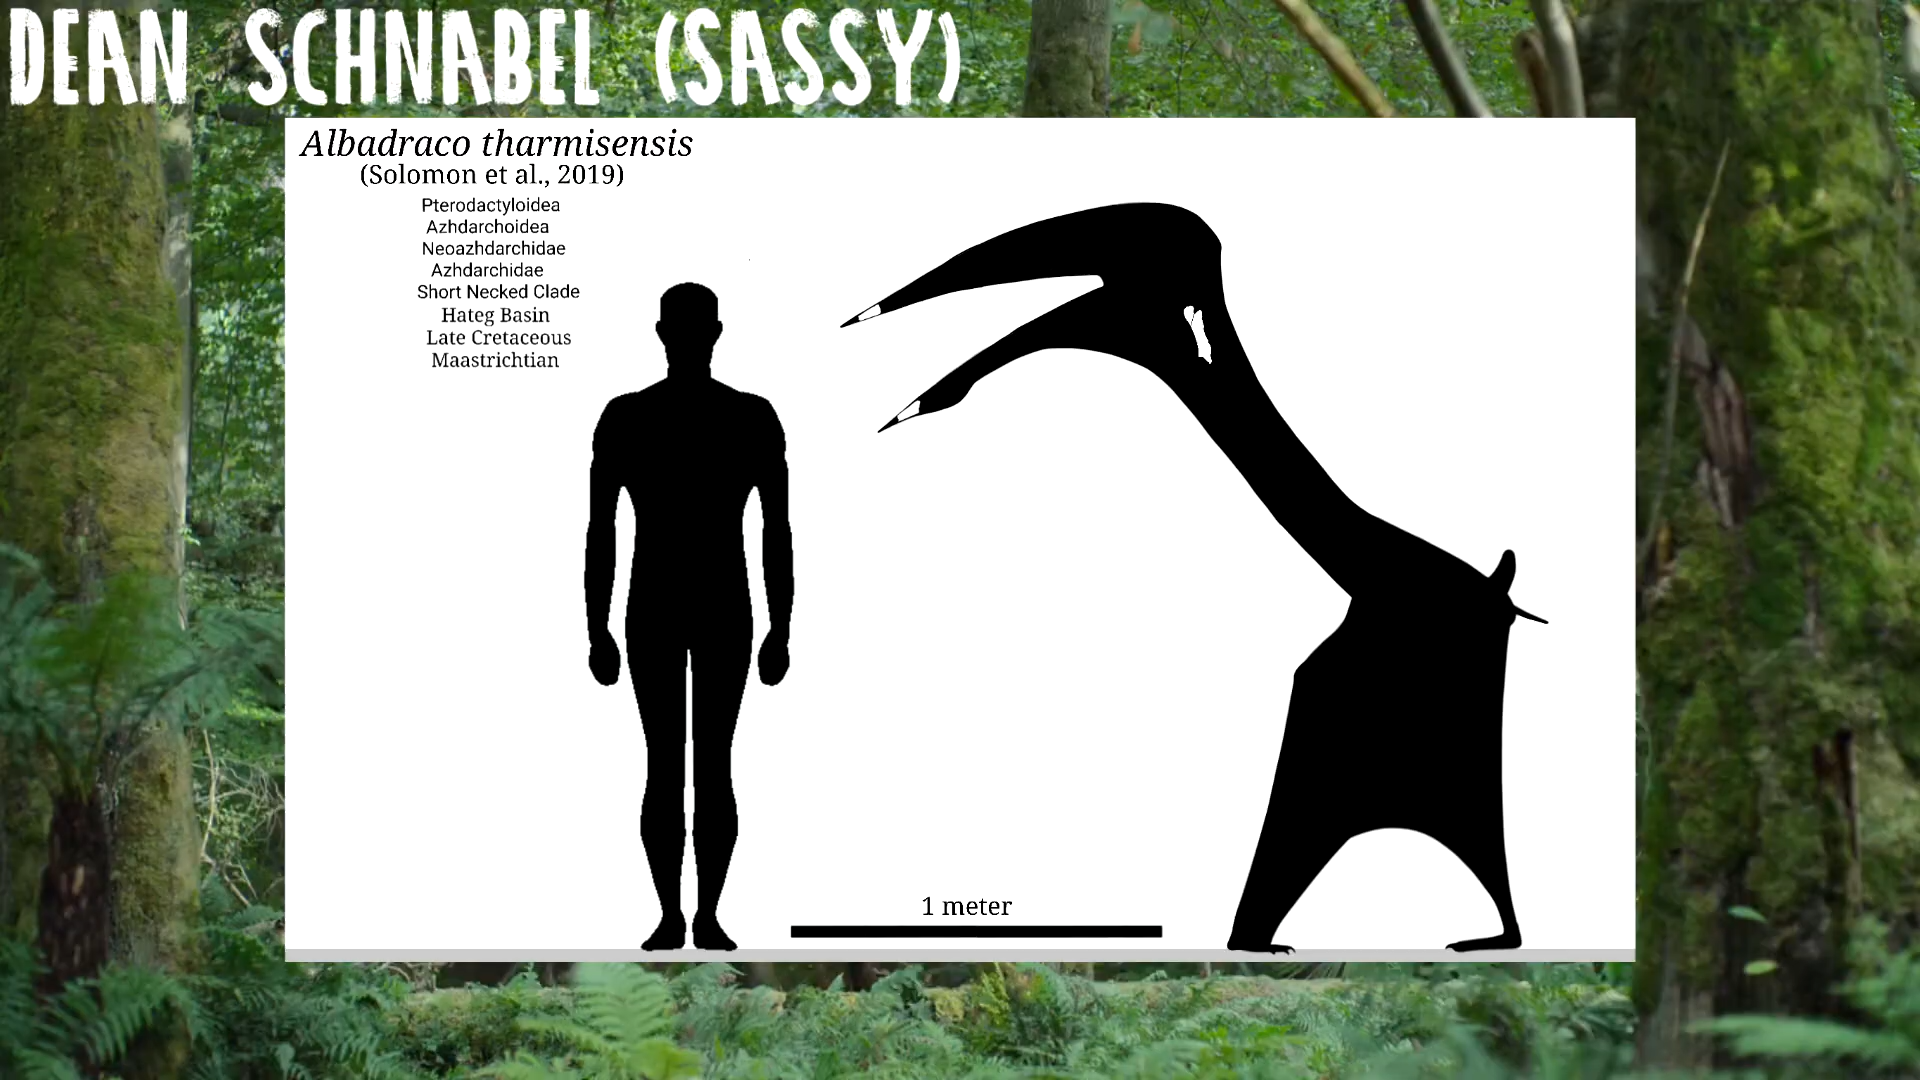 DEAN SCHNABEL (SASSY)
Albadraco tharmisensis
(Solomon et al., 2019)
Pterodactyloidea
Azhdarchoidea
Neoazhdarchidae
Azhdarchidae
Short Necked Clade
Hateg Basin
Late Cretaceous
Maastrichtian
1 meter